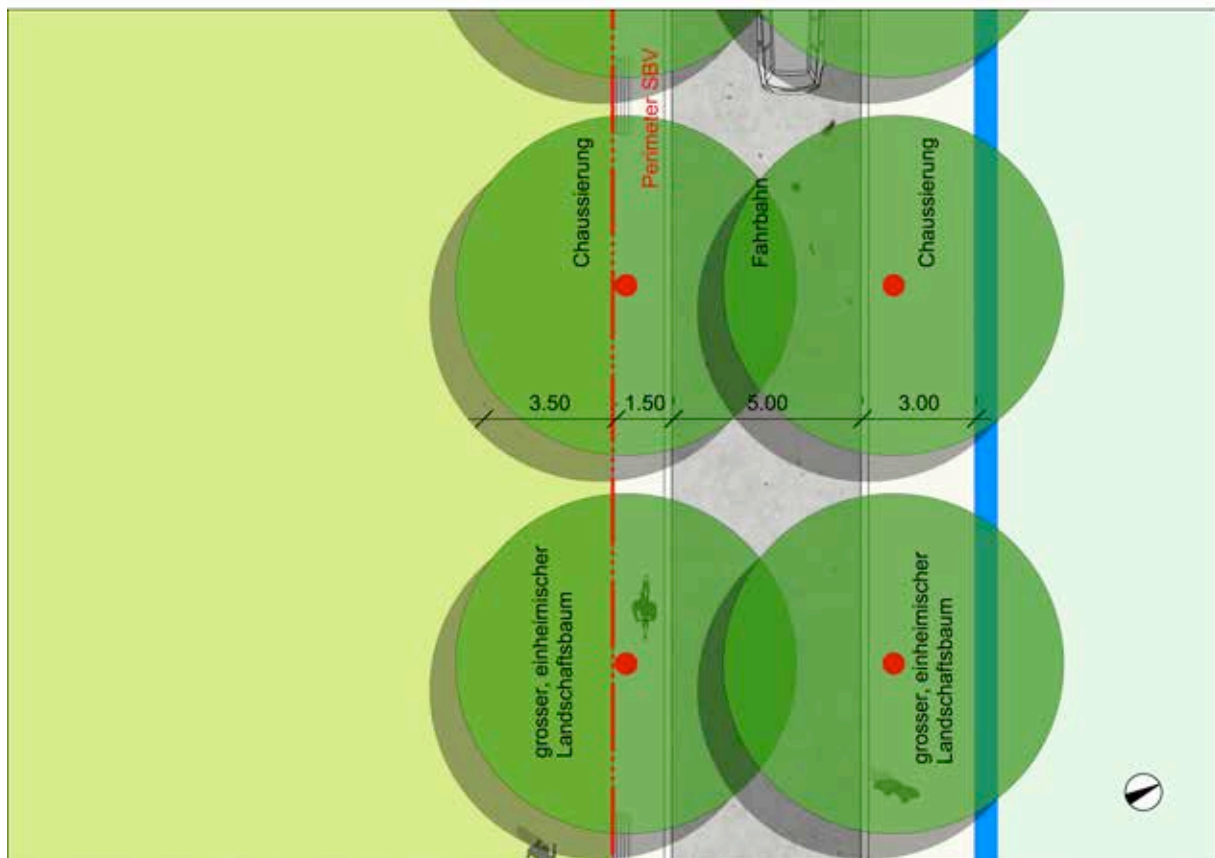 Perimeter SBV
Chaussierung
Fahrbahn
Chaussierung
3.50
1.50
5.00
3.00
grosser, einheimischer
Landschaftsbaum
grosser, einheimischer
Landschaftsbaum